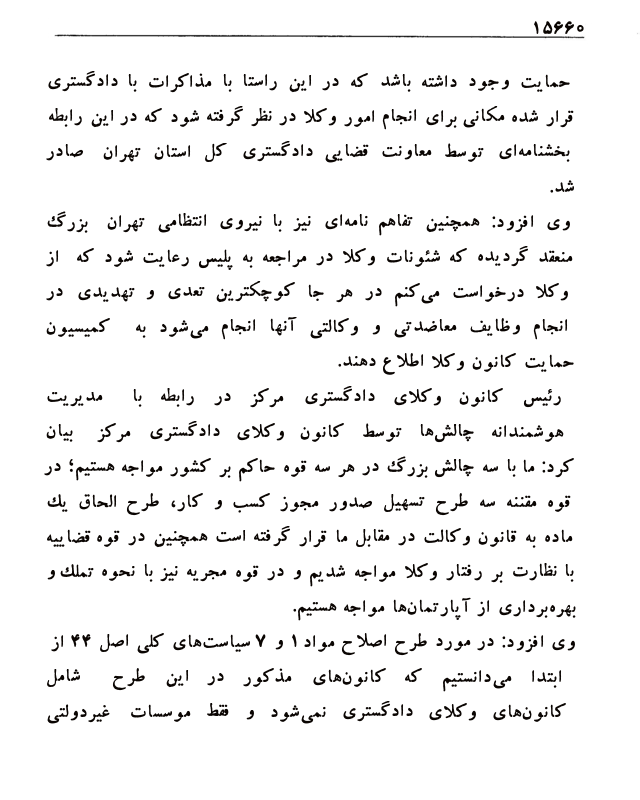 ۱۵۶۶۰
حمایت وجود داشته باشد که در این راستا با مذاکرات با دادگستری
قرار شده مکانی برای انجام امور وکلا در نظر گرفته شود که در این رابطه
بخشنامه‌ای توسط معاونت قضایی دادگستری کل استان تهران صادر
شد.
وی افزود: همچنین تفاهم نامه‌ای نیز با نیروی انتظامی تهران بزرگ
منعقد گردیده که شئونات وکلا در مراجعه به پلیس رعایت شود که از
وکلا درخواست می‌کنم در هر جا کوچکترین تعدی و تهدیدی در
انجام وظایف معاضدتی و وکالتی آنها انجام می‌شود به کمیسیون
حمایت کانون وکلا اطلاع دهند.
رئیس کانون وکلای دادگستری مرکز در رابطه با مدیریت
هوشمندانه چالش‌ها توسط کانون وکلای دادگستری مرکز بیان
کرد: ما با سه چالش بزرگ در هر سه قوه حاکم بر کشور مواجه هستیم؛ در
قوه مقننه سه طرح تسهیل صدور مجوز کسب و کار، طرح الحاق یك
ماده به قانون وکالت در مقابل ما قرار گرفته است همچنین در قوه قضاییه
با نظارت بر رفتار وکلا مواجه شدیم و در قوه مجریه نیز با نحوه تملك و
بهره‌برداری از آپارتمان‌ها مواجه هستیم.
وی افزود: در مورد طرح اصلاح مواد ۱ و ۷ سیاست‌های کلی اصل ۴۴ از
ابتدا می‌دانستیم که کانون‌های مذکور در این طرح شامل
کانون‌های وکلای دادگستری نمی‌شود و فقط موسسات غیردولتی